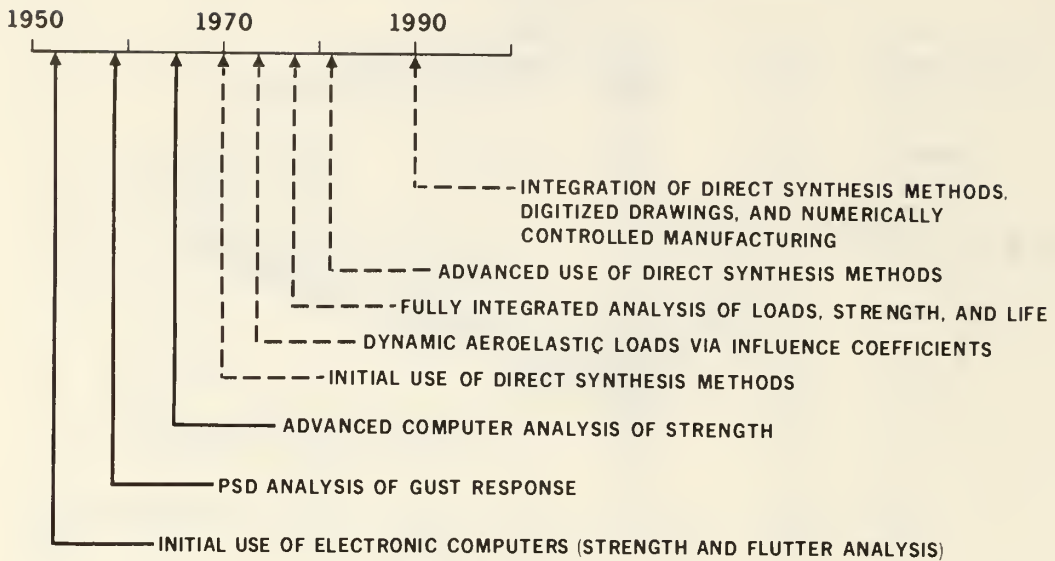 1950 1970 1990
INTEGRATION OF DIRECT SYNTHESIS METHODS,
DIGITIZED DRAWINGS, AND NUMERICALLY
CONTROLLED MANUFACTURING
ADVANCED USE OF DIRECT SYNTHESIS METHODS
FULLY INTEGRATED ANALYSIS OF LOADS, STRENGTH, AND LIFE
DYNAMIC AEROELASTIC LOADS VIA INFLUENCE COEFFICIENTS
INITIAL USE OF DIRECT SYNTHESIS METHODS
ADVANCED COMPUTER ANALYSIS OF STRENGTH
PSD ANALYSIS OF GUST RESPONSE
INITIAL USE OF ELECTRONIC COMPUTERS (STRENGTH AND FLUTTER ANALYSIS)